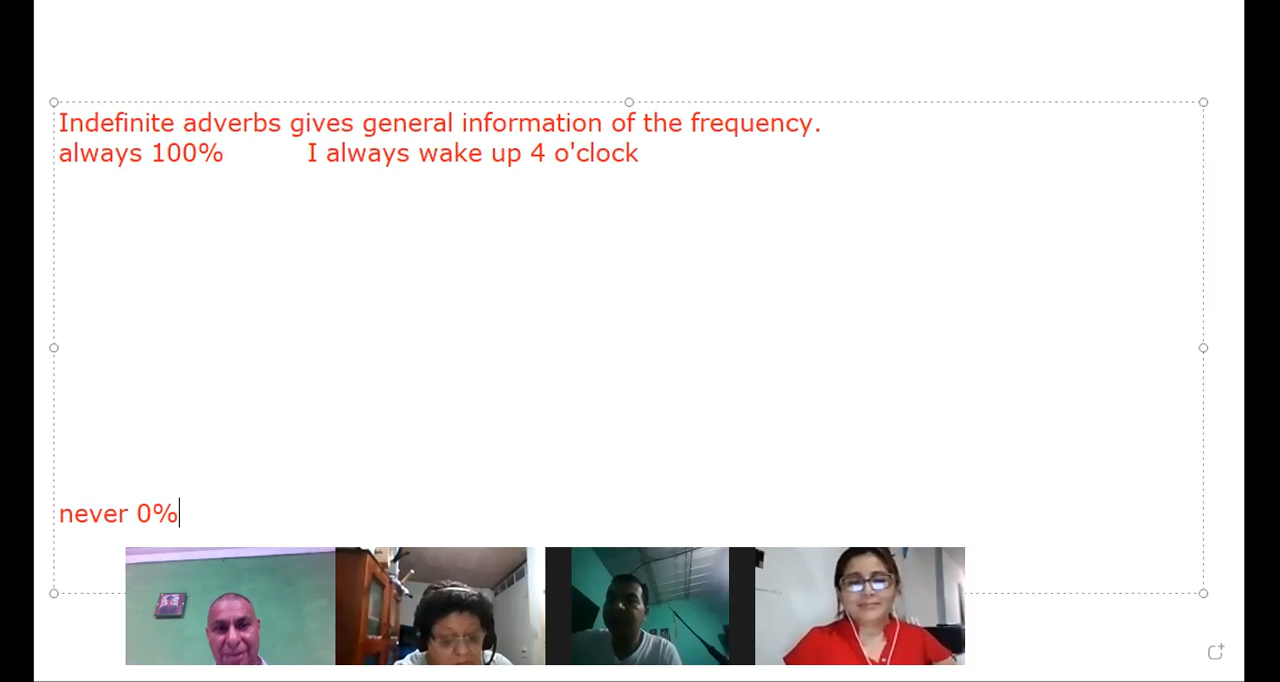 Indefinite adverbs gives general information of the frequency.
always 100% I always wake up 4 o'clock
never 0%